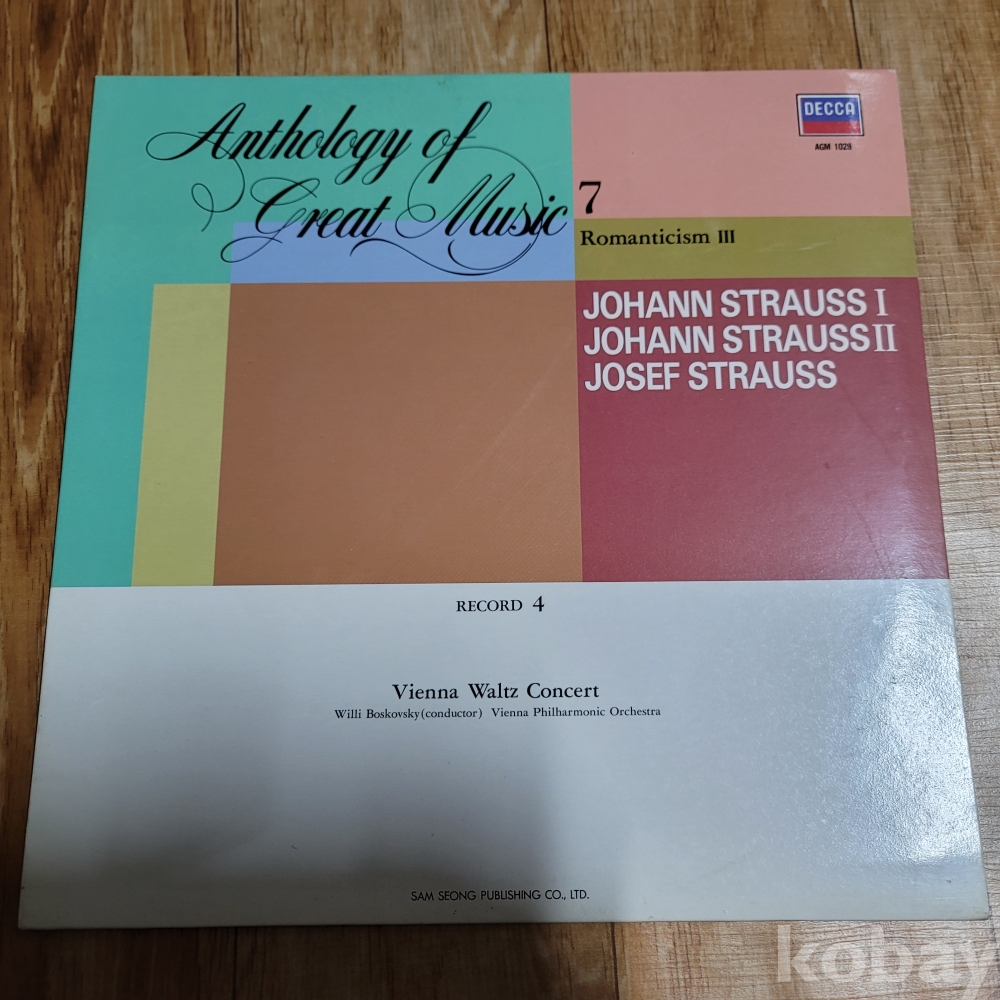 Anthology of
Great Music
7
Romanticism III
DECCA
AGM 1028
JOHANN STRAUSS I
JOHANN STRAUSS II
JOSEF STRAUSS
RECORD 4
Vienna Waltz Concert
Willi Boskovsky(conductor) Vienna Philharmonic Orchestra
SAM SEONG PUBLISHING CO., LTD.
kobay